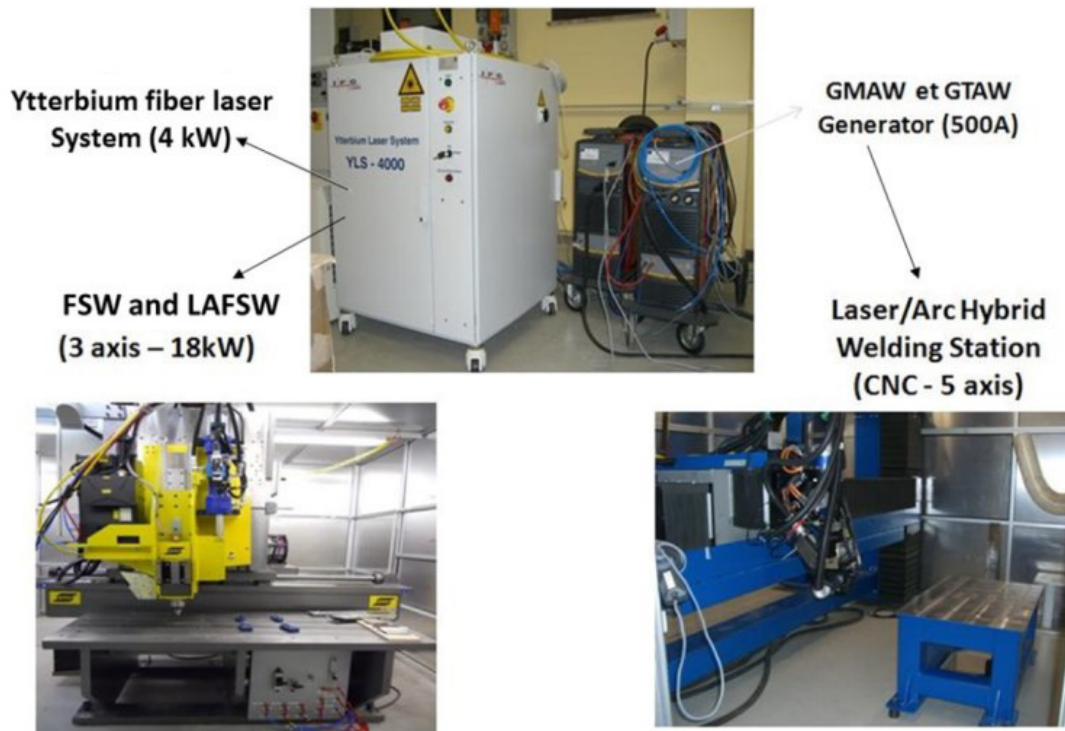 Ytterbium fiber laser
System (4 kW)
GMAW et GTAW
Generator (500A)
IPG
Ytterbium Laser System
YLS - 4000
FSW and LAFSW
(3 axis – 18kW)
Laser/Arc Hybrid
Welding Station
(CNC - 5 axis)